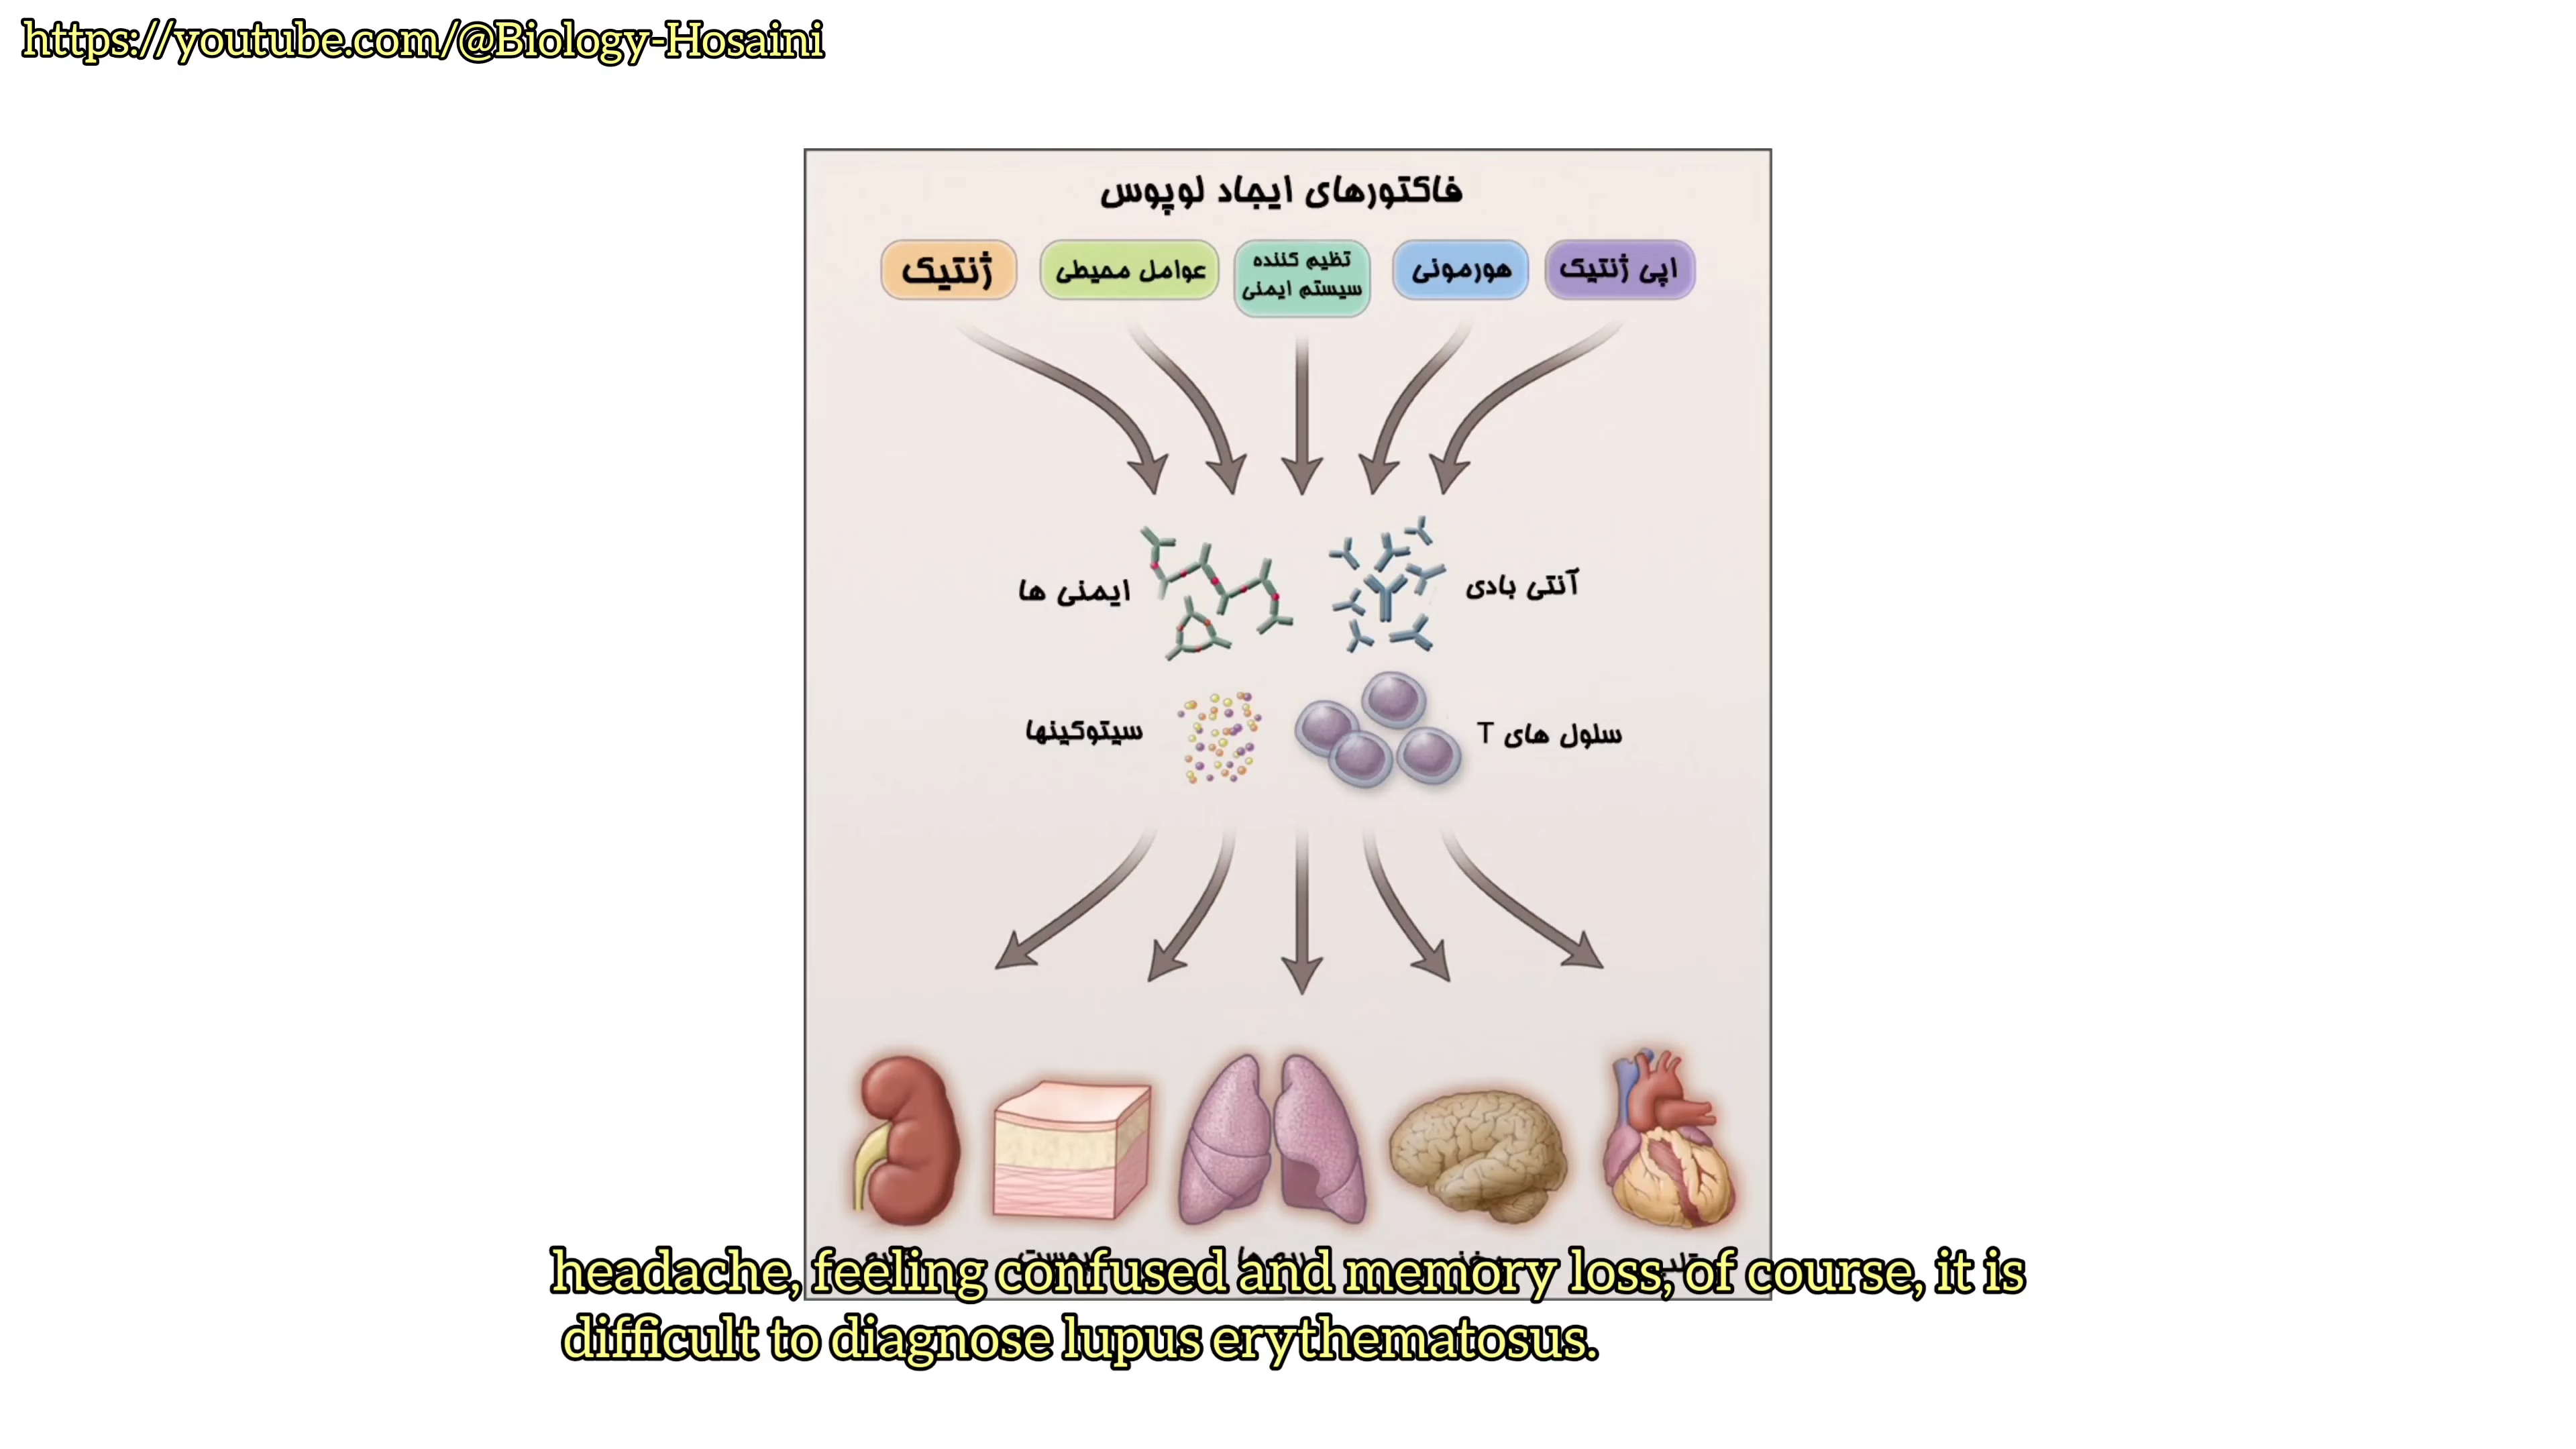 https://youtube.com/@Biology-Hosaini
فاکتورهای ایجاد لوپوس
ژنتیک
عوامل محیطی
تظیم کننده
سیستم ایمنی
هورمونی
اپی ژنتیک
ایمنی ها
آنتی بادی
سیتوکینها
سلول های T
headache, feeling confused and memory loss, of course, it is
difficult to diagnose lupus erythematosus.